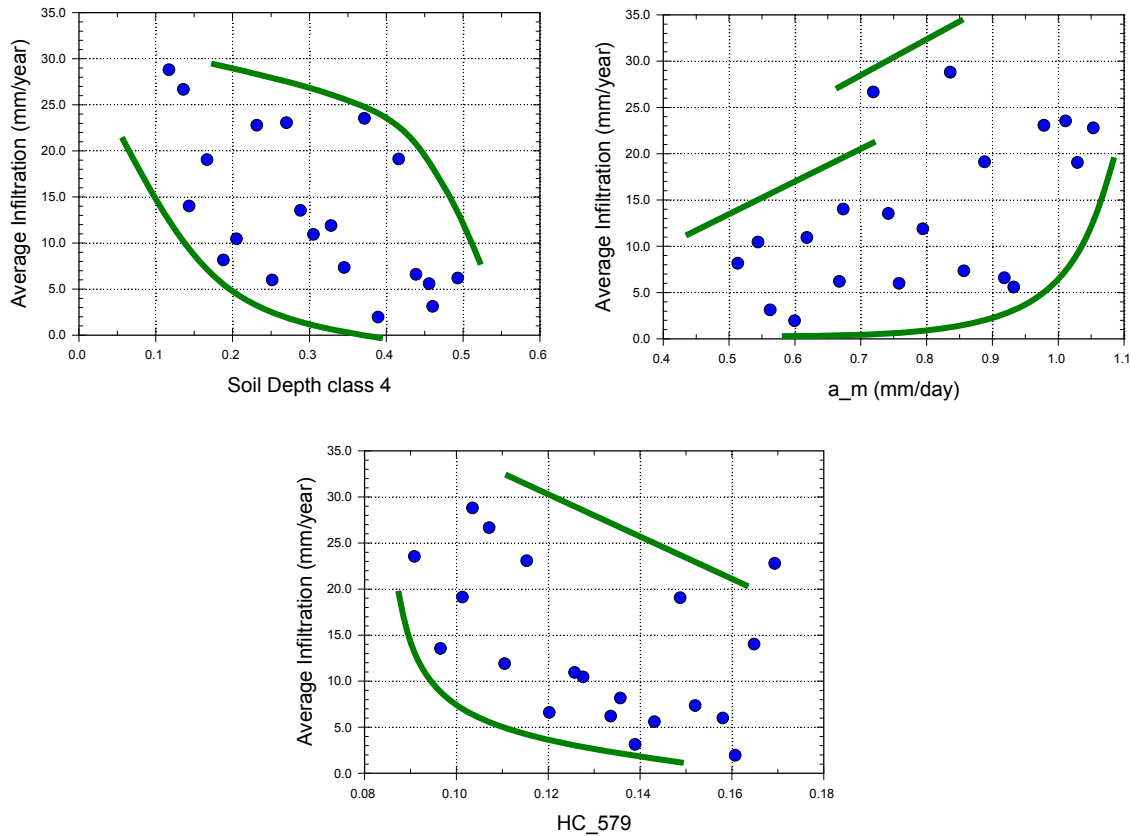 Average Infiltration (mm/year)
35.0
30.0
25.0
20.0
15.0
10.0
5.0
0.0
0.0 0.1 0.2 0.3 0.4 0.5 0.6
Soil Depth class 4
Average Infiltration (mm/year)
35.0
30.0
25.0
20.0
15.0
10.0
5.0
0.0
0.4 0.5 0.6 0.7 0.8 0.9 1.0 1.1
a_m (mm/day)
Average Infiltration (mm/year)
35.0
30.0
25.0
20.0
15.0
10.0
5.0
0.0
0.08 0.10 0.12 0.14 0.16 0.18
HC_579